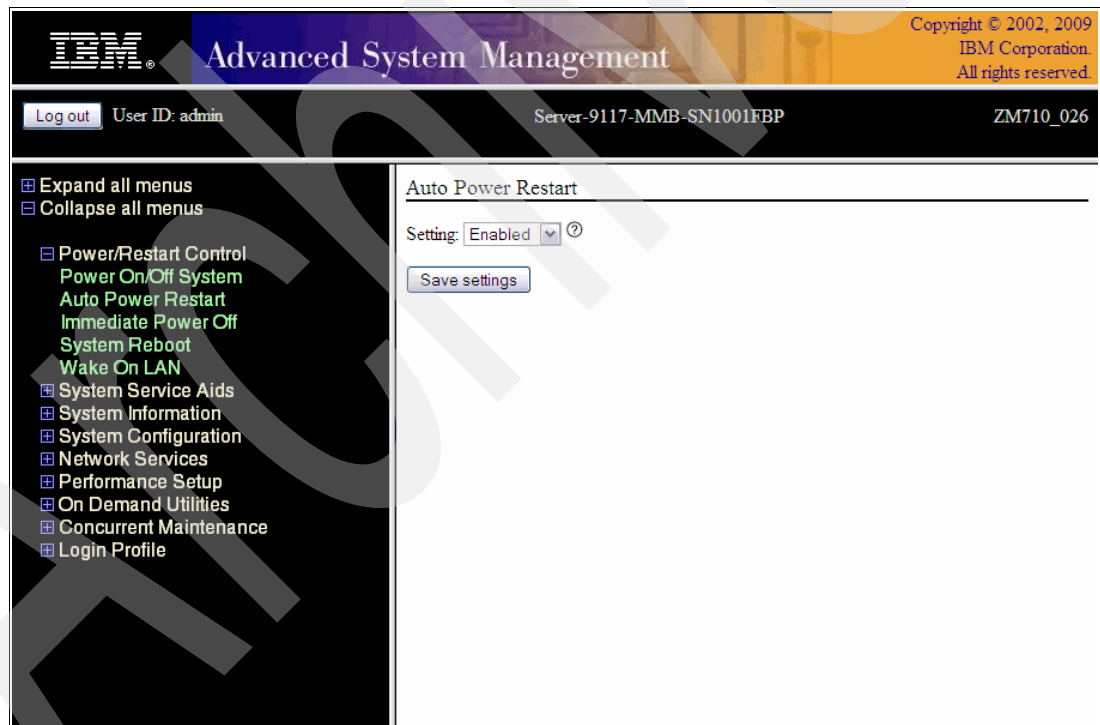 IBM®
Advanced System Management
Copyright © 2002, 2009
IBM Corporation.
All rights reserved.
Log out
User ID: admin
Server-9117-MMB-SN1001FBP
ZM710_026
Expand all menus
Collapse all menus
Power/Restart Control
Power On/Off System
Auto Power Restart
Immediate Power Off
System Reboot
Wake On LAN
System Service Aids
System Information
System Configuration
Network Services
Performance Setup
On Demand Utilities
Concurrent Maintenance
Login Profile
Auto Power Restart
Setting: Enabled ?
Save settings